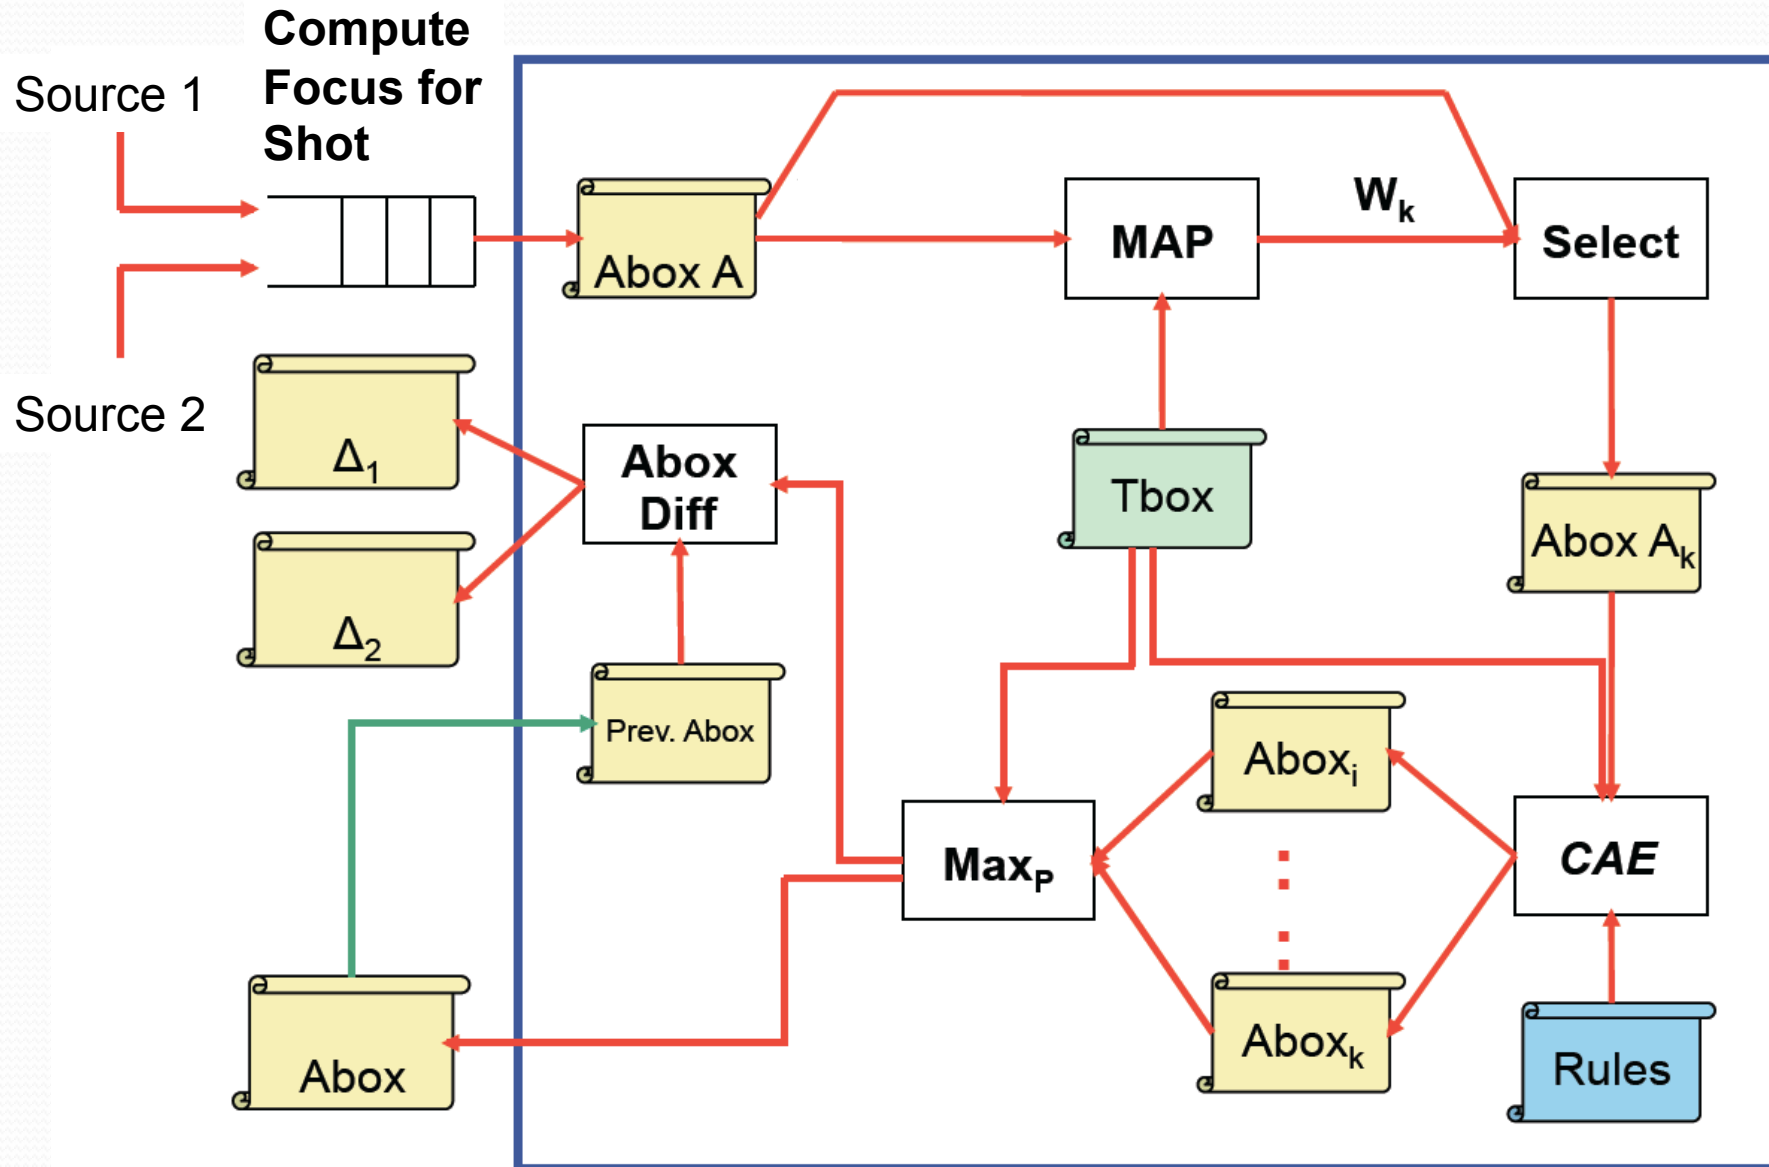 Compute
Focus for
Shot
Source 1
Source 2
Abox A
MAP
Wk
Select
Δ1
Δ2
Abox
Diff
Tbox
Abox Ak
Prev. Abox
Aboxi
MaxP
CAE
Abox
Aboxk
Rules